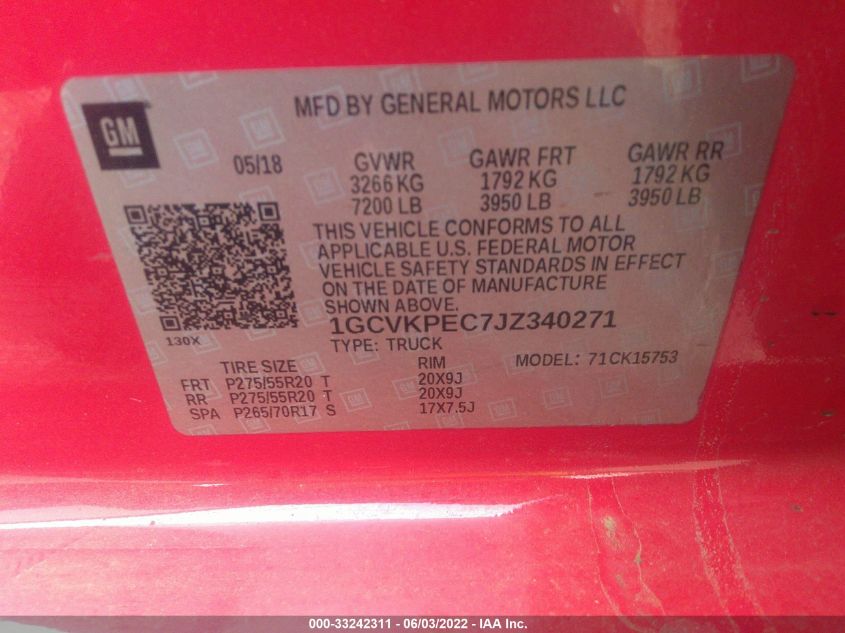 MFD BY GENERAL MOTORS LLC
GM
05/18 GVWR GAWR FRT GAWR RR
3266 KG 1792 KG 1792 KG
7200 LB 3950 LB 3950 LB
THIS VEHICLE CONFORMS TO ALL
APPLICABLE U.S. FEDERAL MOTOR
VEHICLE SAFETY STANDARDS IN EFFECT
ON THE DATE OF MANUFACTURE
SHOWN ABOVE.
130X
1GCVKPEC7JZ340271
TYPE: TRUCK MODEL: 71CK15753
TIRE SIZE RIM
FRT P275/55R20 T 20X9J
RR P275/55R20 T 20X9J
SPA P265/70R17 S 17X7.5J
000-33242311 - 06/03/2022 - IAA Inc.